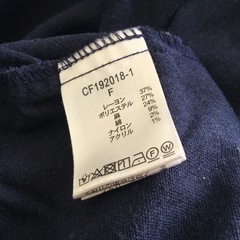 CF192018-1
F
レーヨン 37%
ポリエステル 27%
麻 24%
綿 9%
ナイロン 2%
アクリル 1%